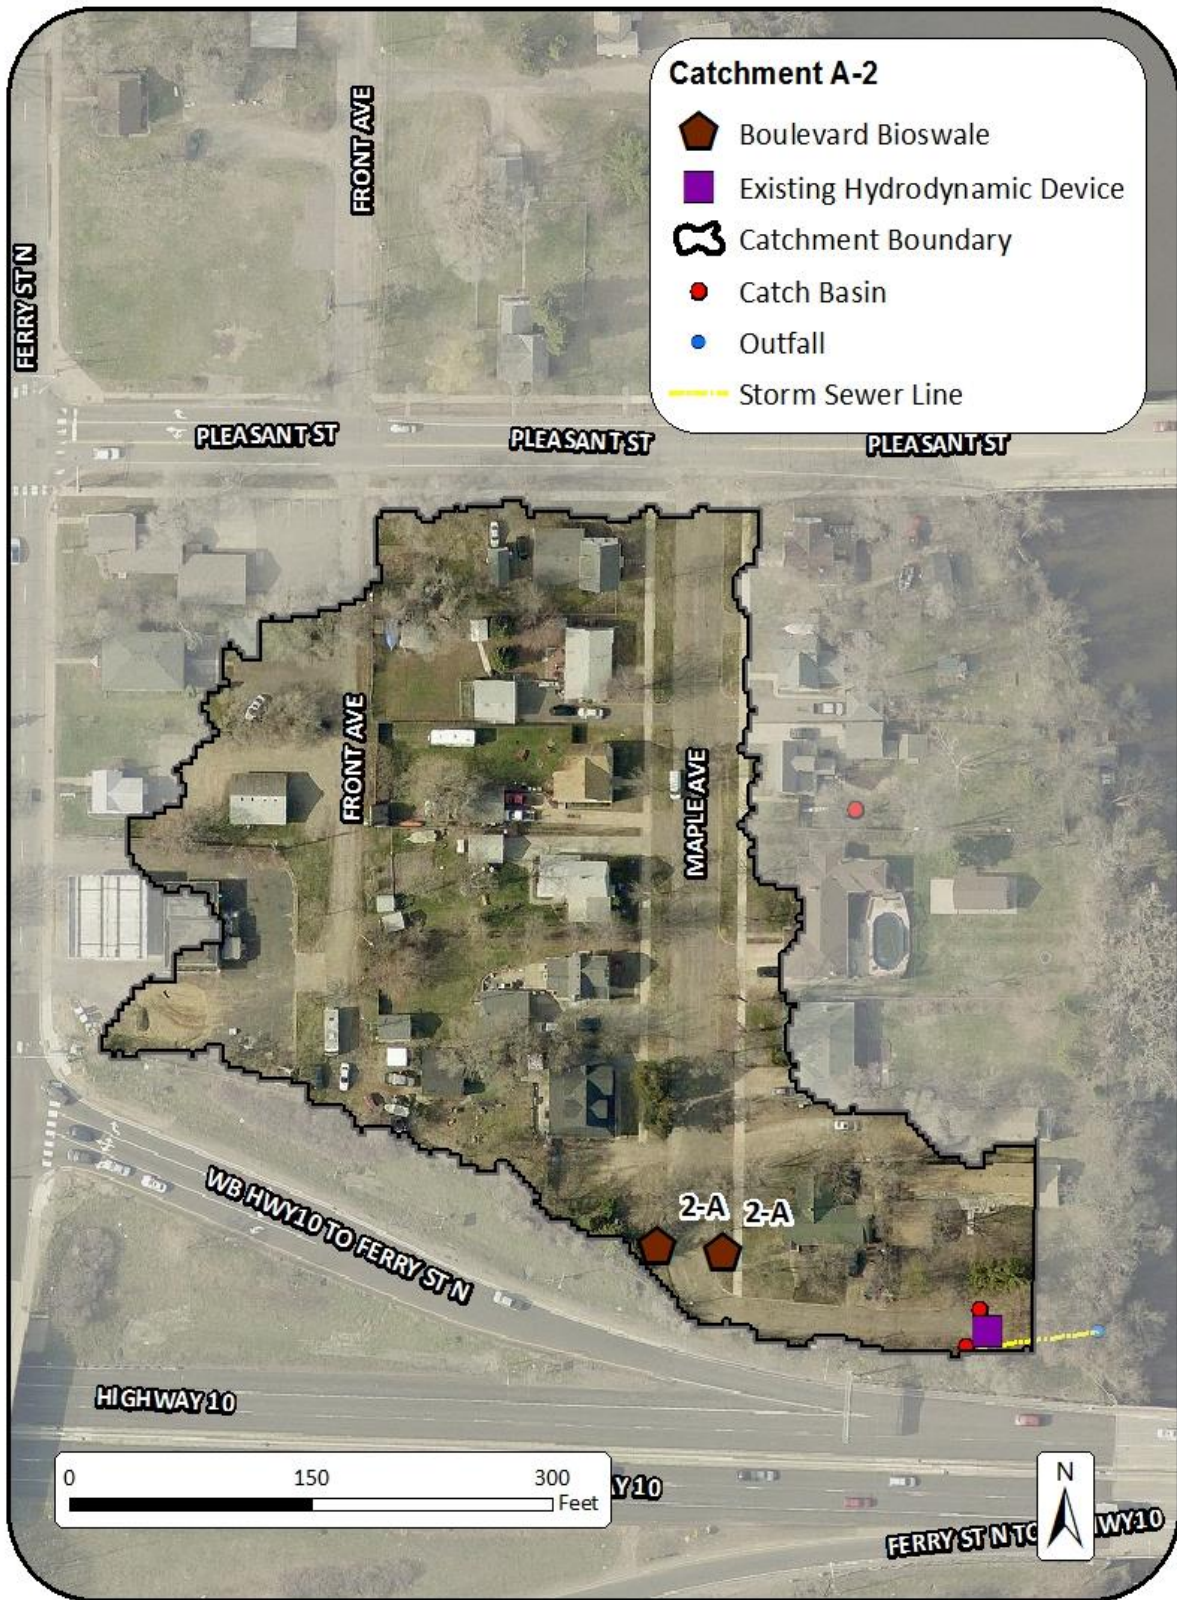 Catchment A-2
Boulevard Bioswale
Existing Hydrodynamic Device
Catchment Boundary
Catch Basin
Outfall
Storm Sewer Line
FRONT AVE
FERRY ST N
PLEASANT ST
PLEASANT ST
PLEASANT ST
FRONT AVE
MAPLE AVE
2-A
2-A
WB HWY10 TO FERRY ST N
HIGHWAY 10
0 150 300
Feet
Y 10
N
FERRY ST N TO HWY10